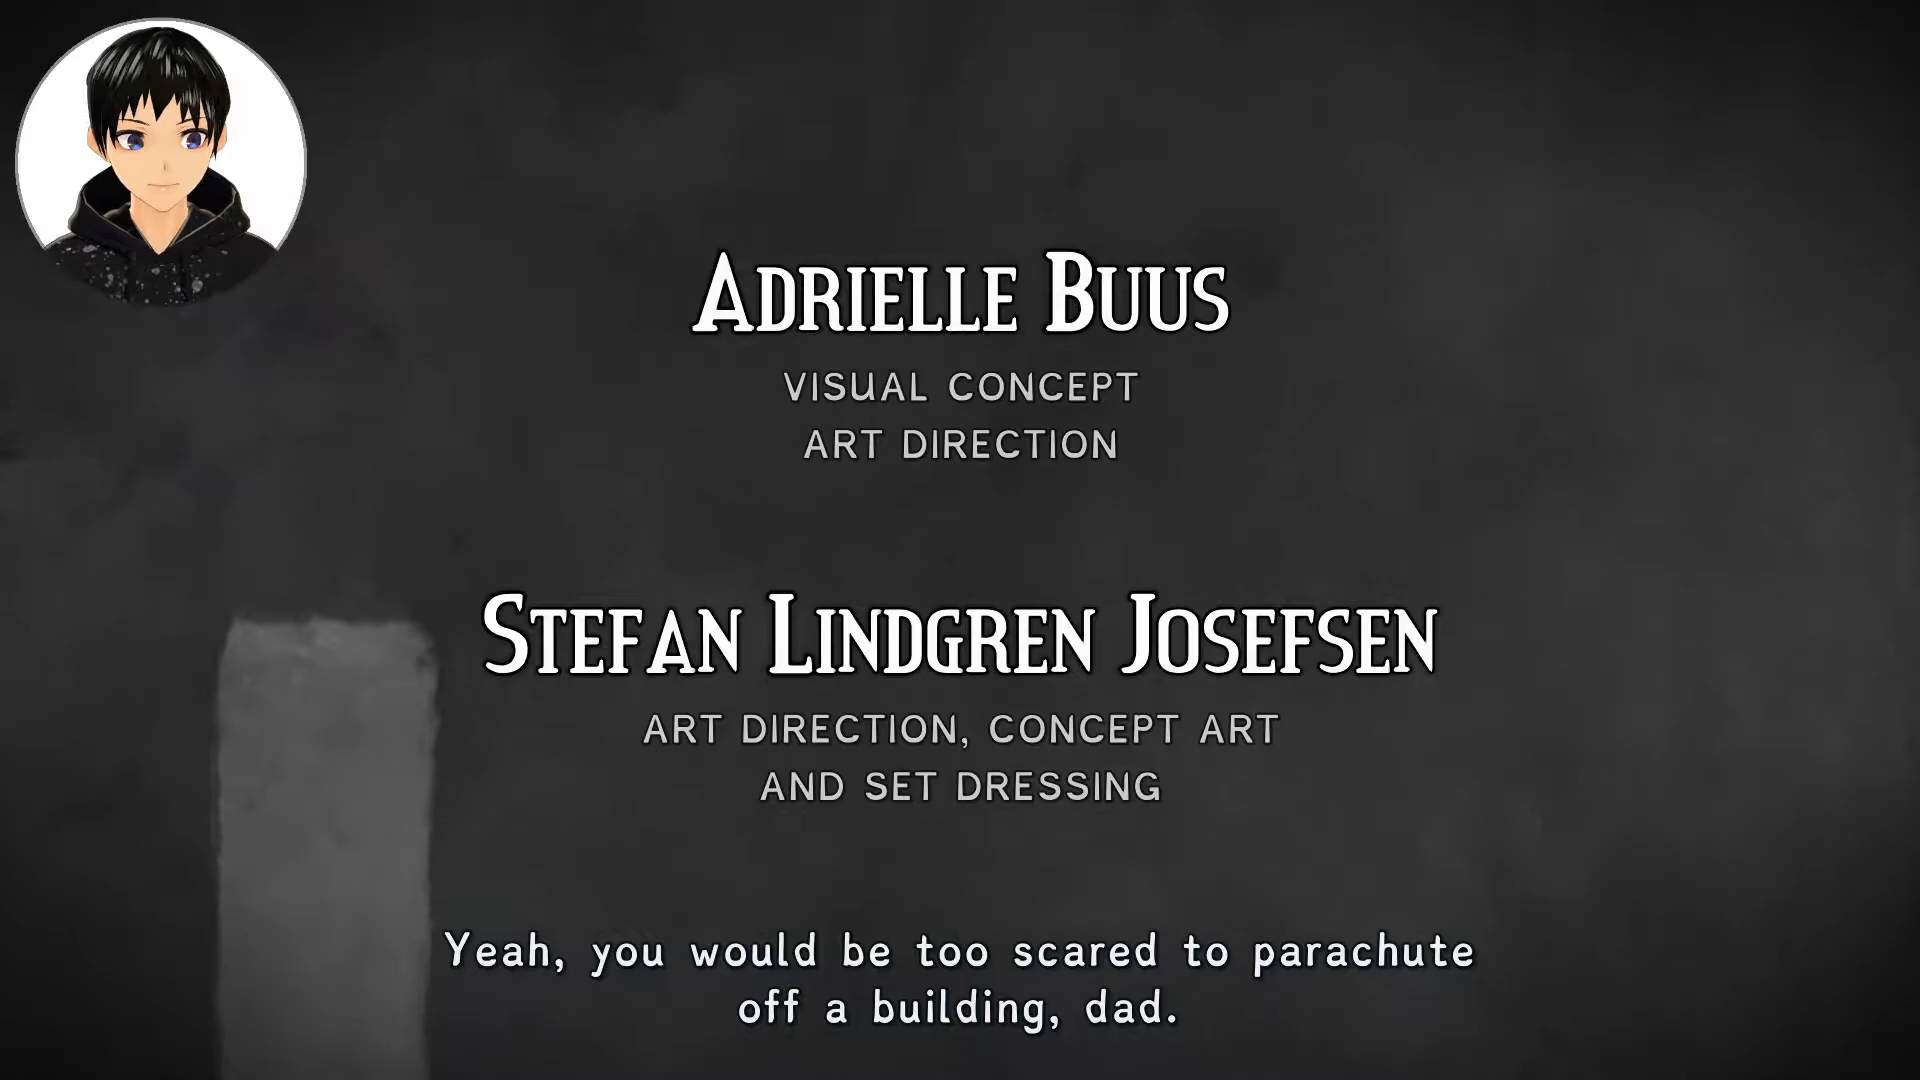 ADRIELLE BUUS
VISUAL CONCEPT
ART DIRECTION
STEFAN LINDGREN JOSEFSEN
ART DIRECTION, CONCEPT ART
AND SET DRESSING
Yeah, you would be too scared to parachute
off a building, dad.